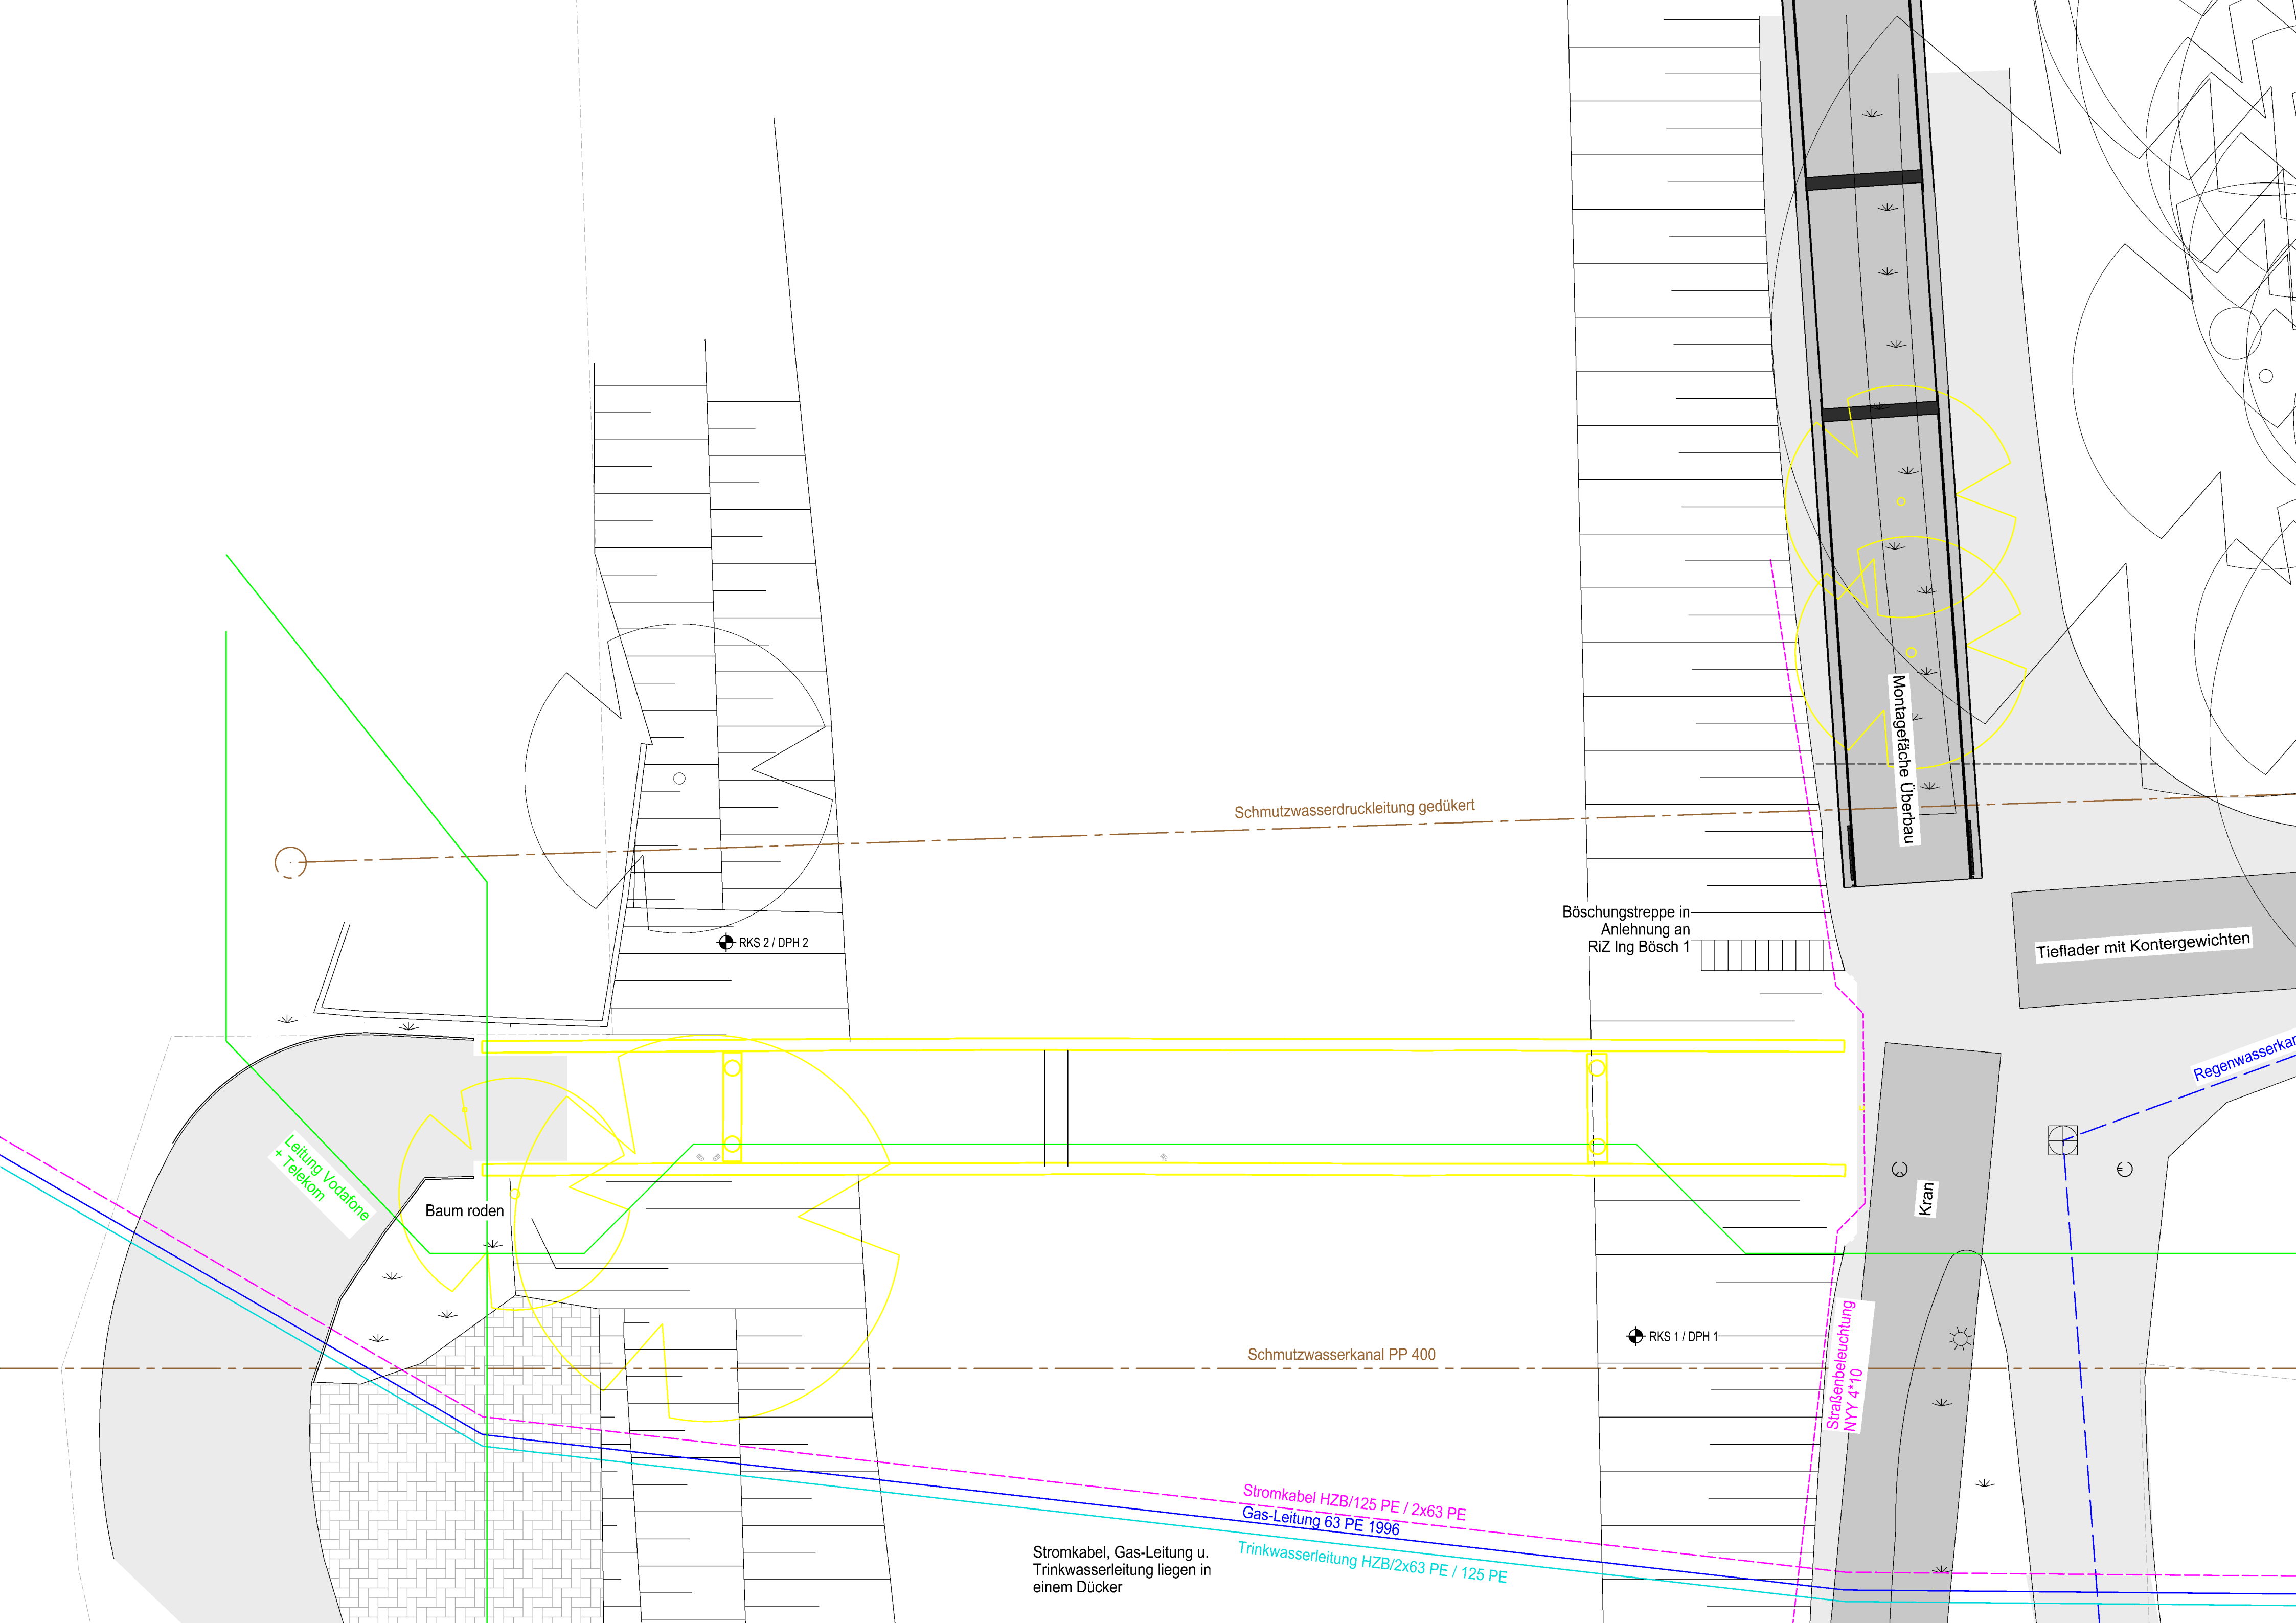 Montagefäche Überbau
Schmutzwasserdruckleitung gedükert
Böschungstreppe in
Anlehnung an
RiZ Ing Bösch 1
RKS 2 / DPH 2
Tieflader mit Kontergewichten
Regenwasserkan
Leitung Vodafone
+ Telekom
Baum roden
Kran
RKS 1 / DPH 1
Straßenbeleuchtung
NYY 4*10
Schmutzwasserkanal PP 400
Stromkabel HZB/125 PE / 2x63 PE
Gas-Leitung 63 PE 1996
Trinkwasserleitung HZB/2x63 PE / 125 PE
Stromkabel, Gas-Leitung u.
Trinkwasserleitung liegen in
einem Dücker